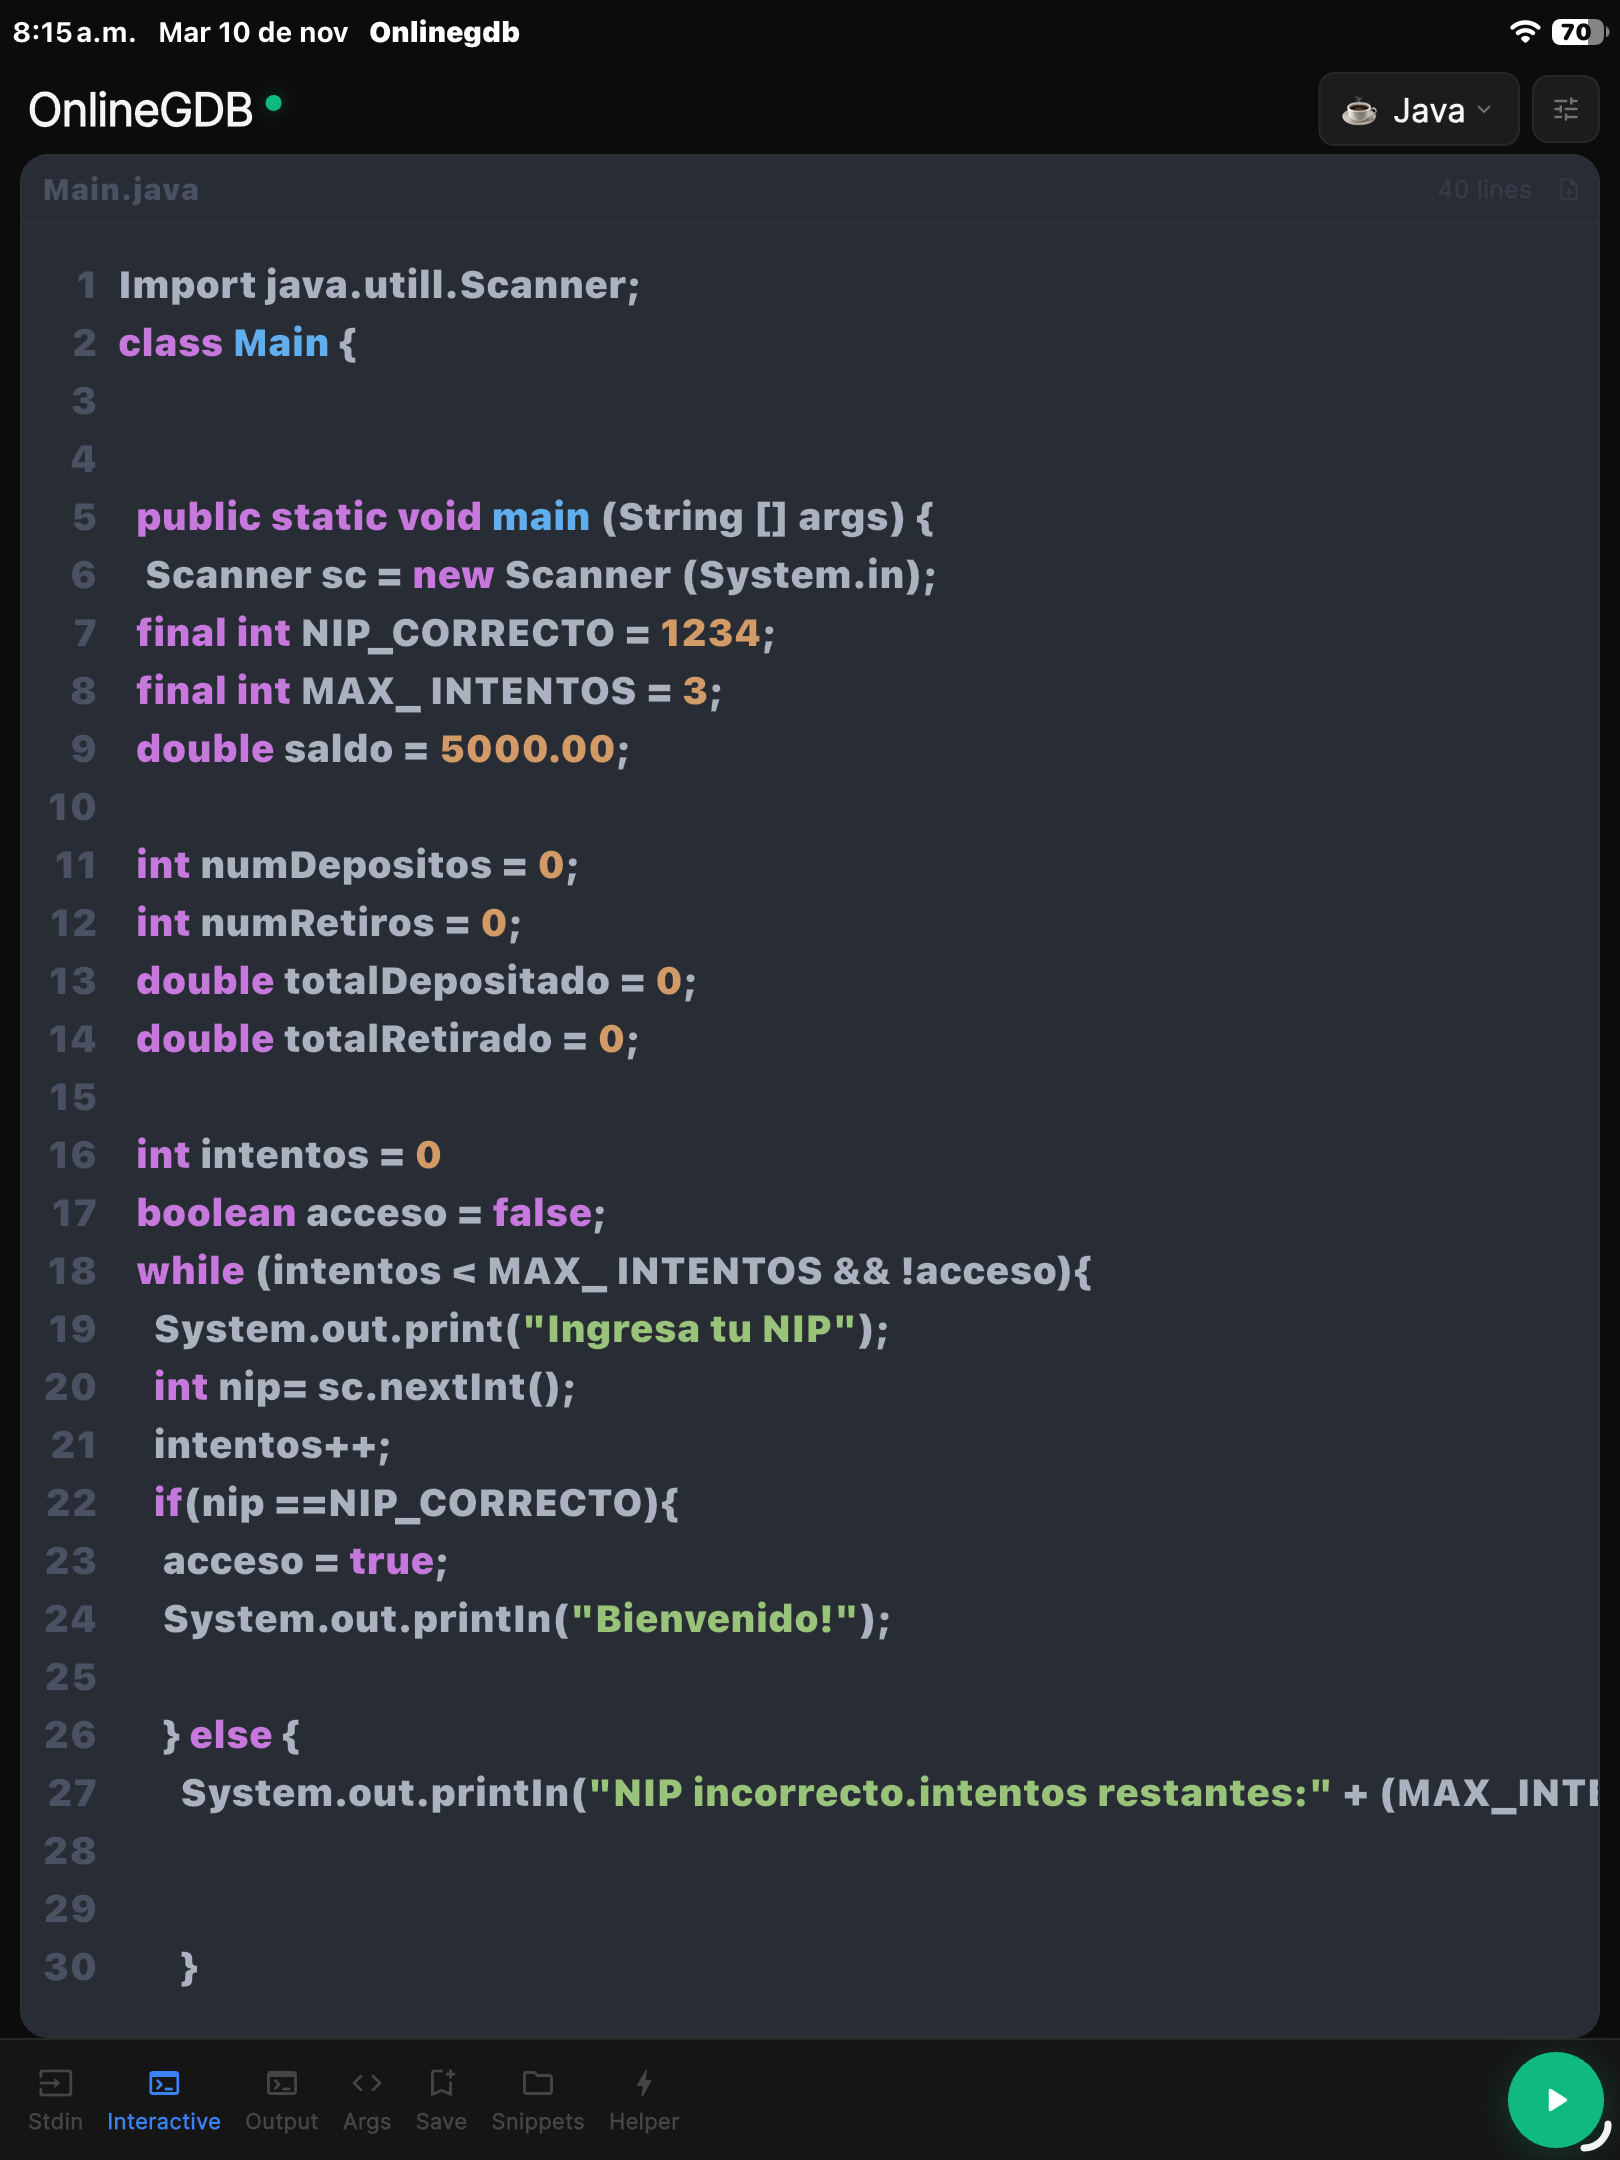 8:15 a.m. Mar 10 de nov Onlinegdb 70
OnlineGDB Java
Main.java 40 lines
1 Import java.utill.Scanner;
2 class Main {
3
4
5 public static void main (String [] args) {
6 Scanner sc = new Scanner (System.in);
7 final int NIP_CORRECTO = 1234;
8 final int MAX_ INTENTOS = 3;
9 double saldo = 5000.00;
10
11 int numDepositos = 0;
12 int numRetiros = 0;
13 double totalDepositado = 0;
14 double totalRetirado = 0;
15
16 int intentos = 0
17 boolean acceso = false;
18 while (intentos < MAX_ INTENTOS && !acceso){
19 System.out.print("Ingresa tu NIP");
20 int nip= sc.nextInt();
21 intentos++;
22 if(nip ==NIP_CORRECTO){
23 acceso = true;
24 System.out.printIn("Bienvenido!");
25
26 } else {
27 System.out.printIn("NIP incorrecto.intentos restantes:" + (MAX_INTE
28
29
30 }
Stdin Interactive Output Args Save Snippets Helper